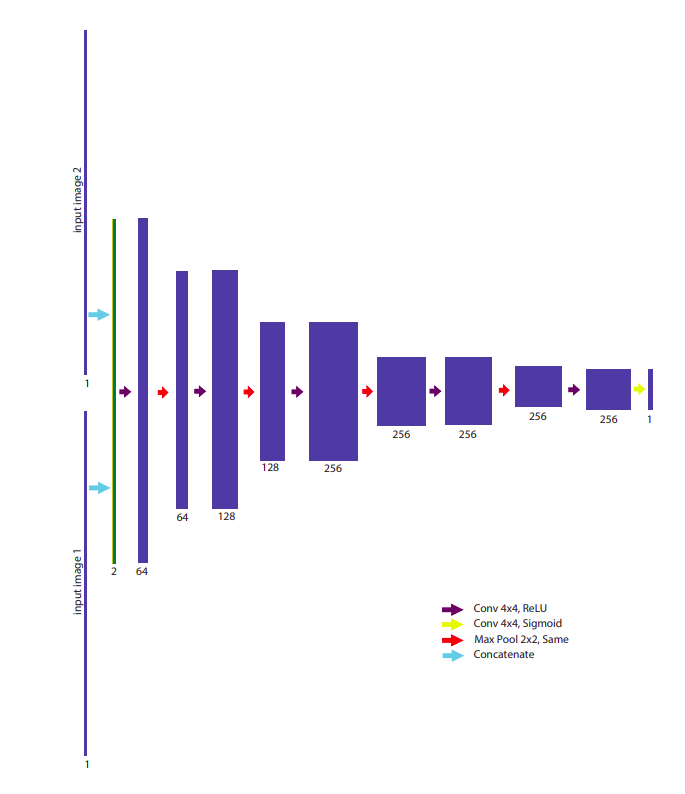 input image 2
1
input image 1
1
2
64
64
128
128
256
256
256
256
256
1
Conv 4x4, ReLU
Conv 4x4, Sigmoid
Max Pool 2x2, Same
Concatenate